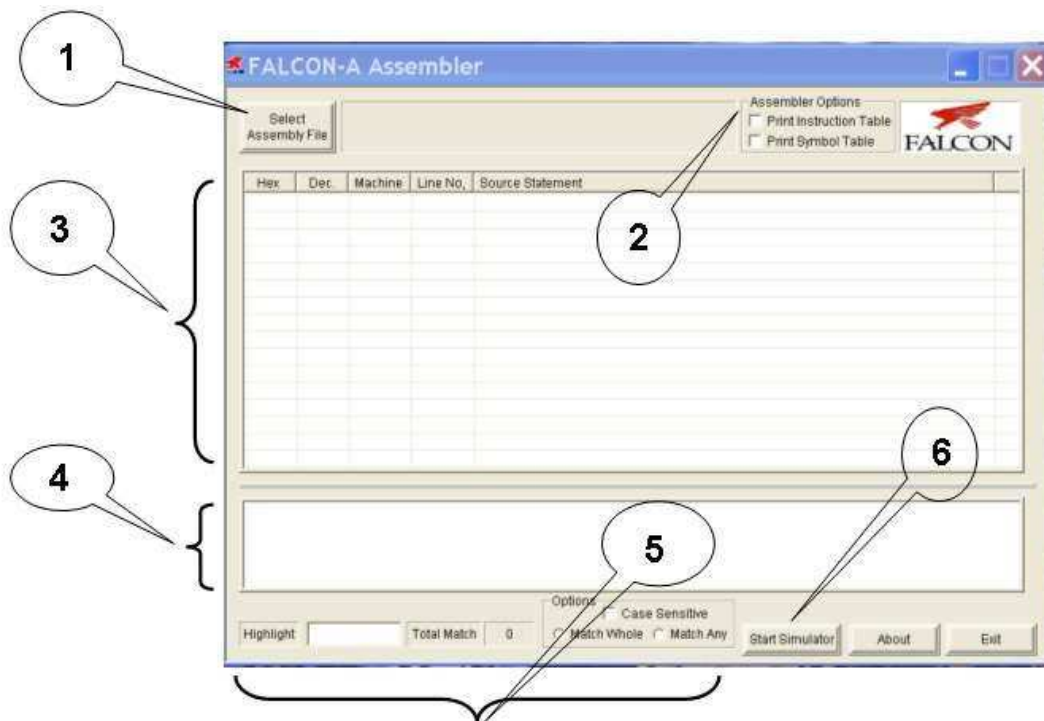 1
FALCON-A Assembler
Select
Assembly File
Assembler Options
Print Instruction Table
Print Symbol Table
FALCON
Hex Dec. Machine Line No, Source Statement
3
2
4
6
5
Options
Case Sensitive
Highlight Total Match 0 Match Whole Match Any
Start Simulator About Exit